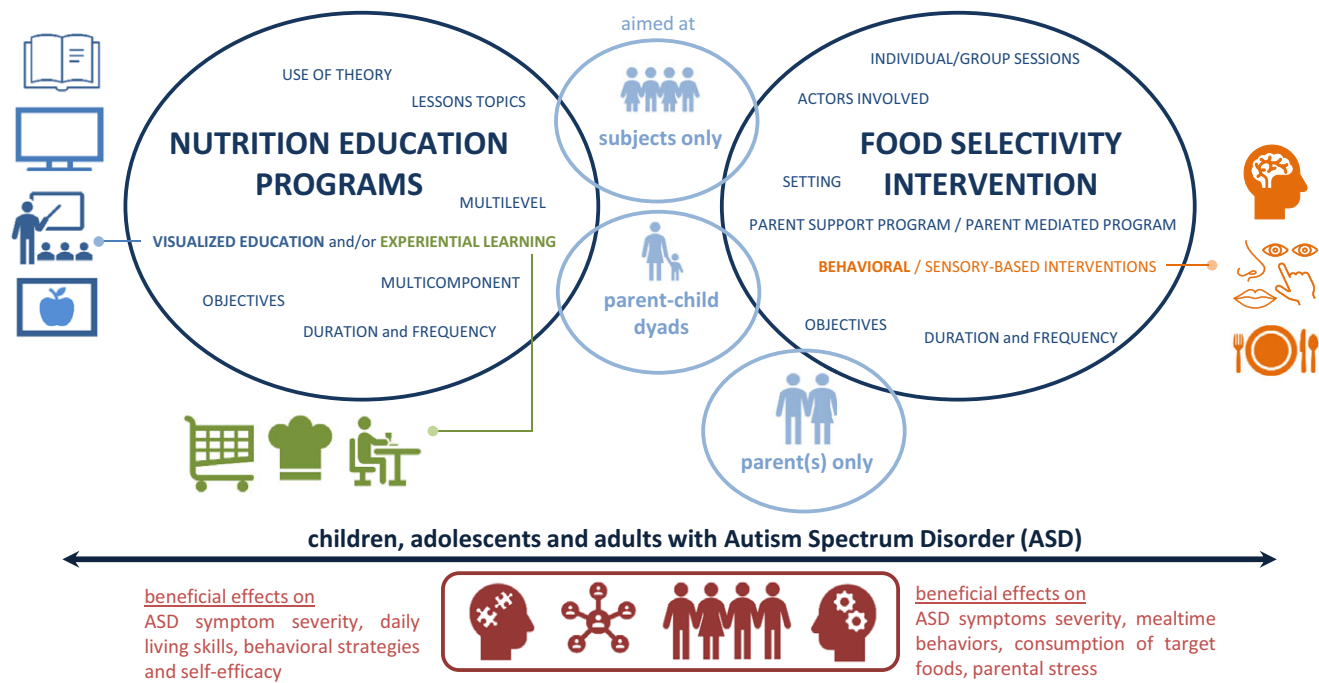 aimed at
USE OF THEORY
LESSONS TOPICS
NUTRITION EDUCATION
PROGRAMS
MULTILEVEL
VISUALIZED EDUCATION and/or EXPERIENTIAL LEARNING
MULTICOMPONENT
OBJECTIVES
DURATION and FREQUENCY
subjects only
parent-child
dyads
parent(s) only
INDIVIDUAL/GROUP SESSIONS
ACTORS INVOLVED
FOOD SELECTIVITY
INTERVENTION
SETTING
PARENT SUPPORT PROGRAM / PARENT MEDIATED PROGRAM
BEHAVIORAL / SENSORY-BASED INTERVENTIONS
OBJECTIVES
DURATION and FREQUENCY
children, adolescents and adults with Autism Spectrum Disorder (ASD)
beneficial effects on
ASD symptom severity, daily
living skills, behavioral strategies
and self-efficacy
beneficial effects on
ASD symptoms severity, mealtime
behaviors, consumption of target
foods, parental stress